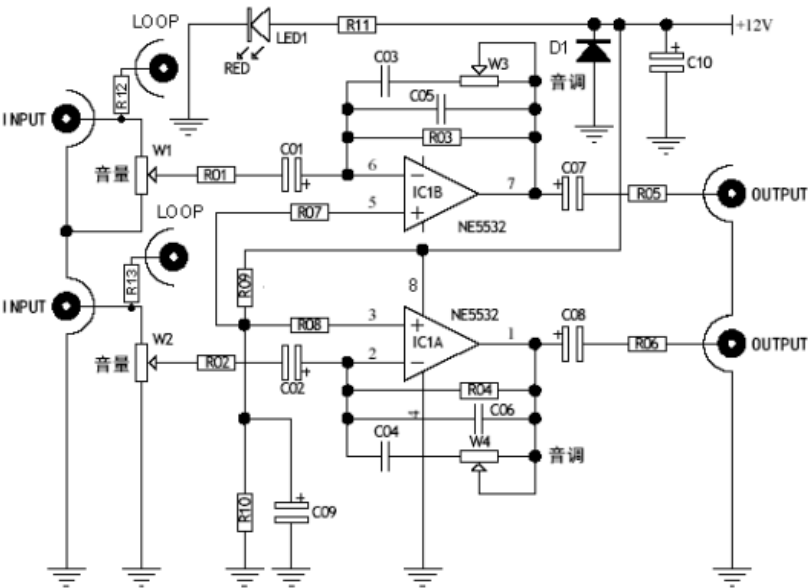 LOOP
LED1
RED
R11
+12V
D1
C10
R12
INPUT
W1
音量
R01
C01
C03
W3
音调
C05
R03
6
IC1B
7
5
NE5532
R07
C07
R05
OUTPUT
LOOP
R13
INPUT
W2
音量
R02
C02
R09
8
R08
3
NE5532
IC1A
1
2
C08
R06
OUTPUT
R04
4
C06
C04
W4
音调
R10
C09